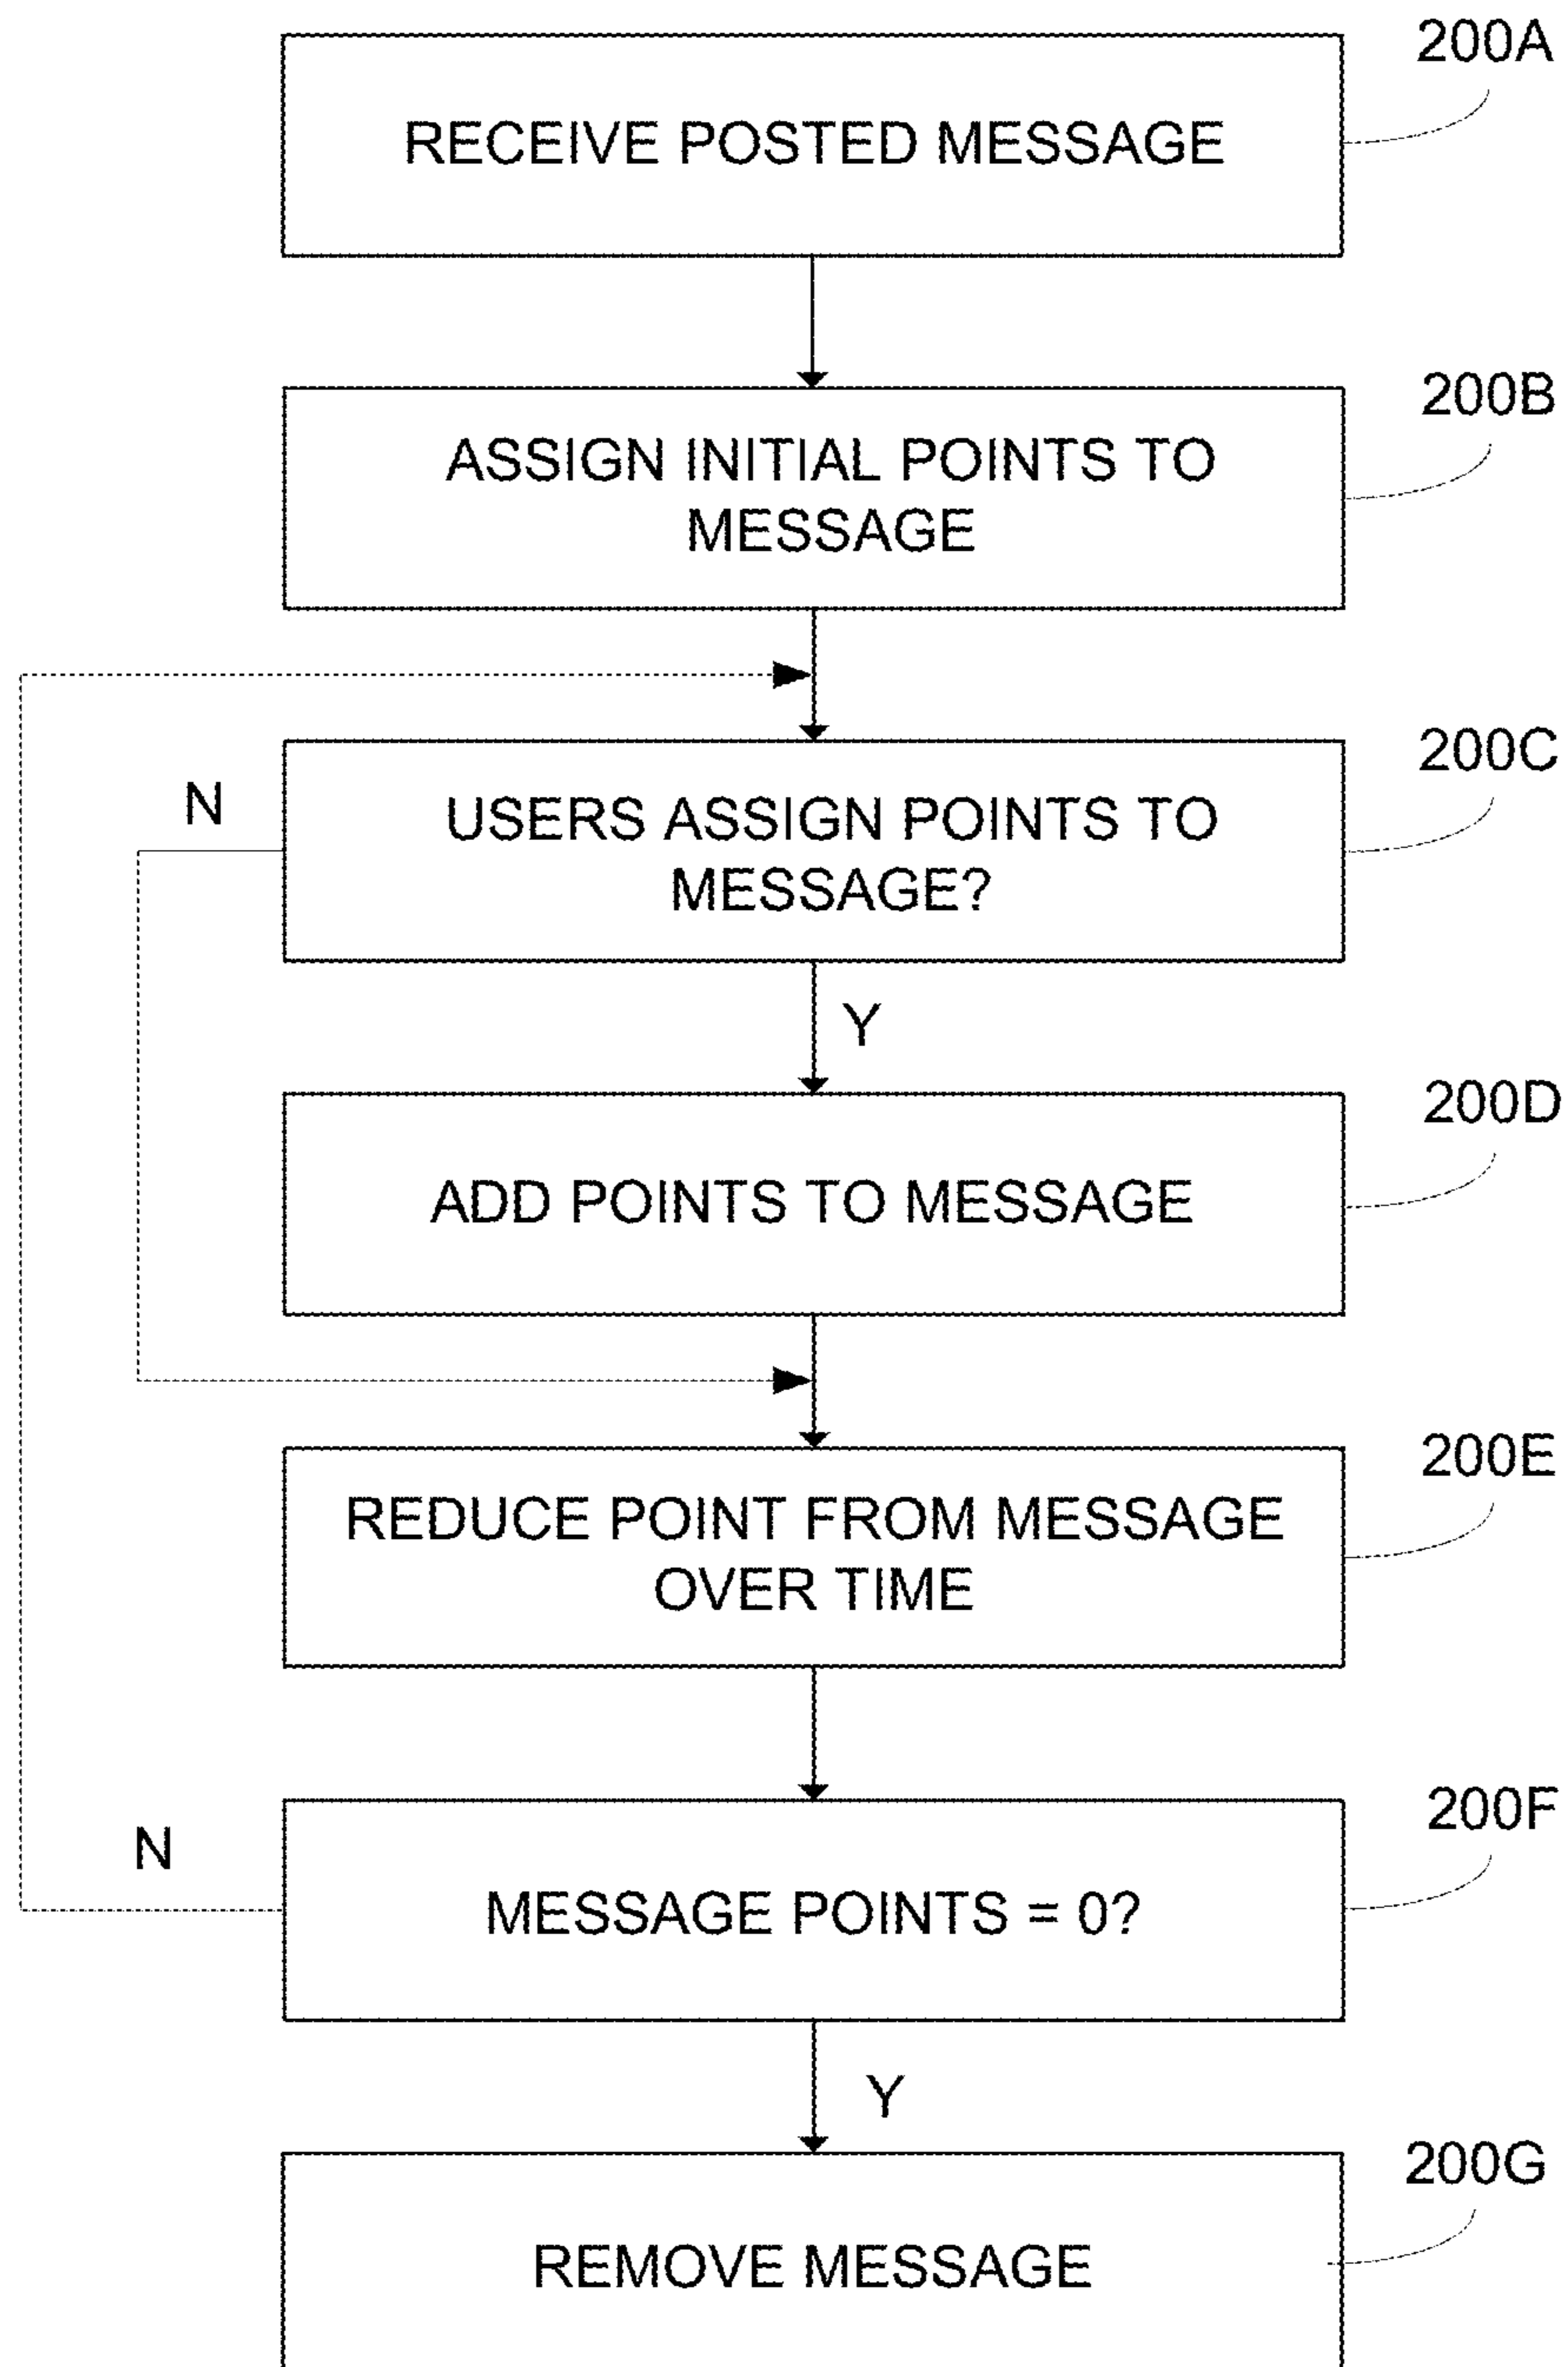 200A
RECEIVE POSTED MESSAGE
200B
ASSIGN INITIAL POINTS TO
MESSAGE
200C
N
USERS ASSIGN POINTS TO
MESSAGE?
Y
200D
ADD POINTS TO MESSAGE
200E
REDUCE POINT FROM MESSAGE
OVER TIME
200F
N
MESSAGE POINTS = 0?
Y
200G
REMOVE MESSAGE